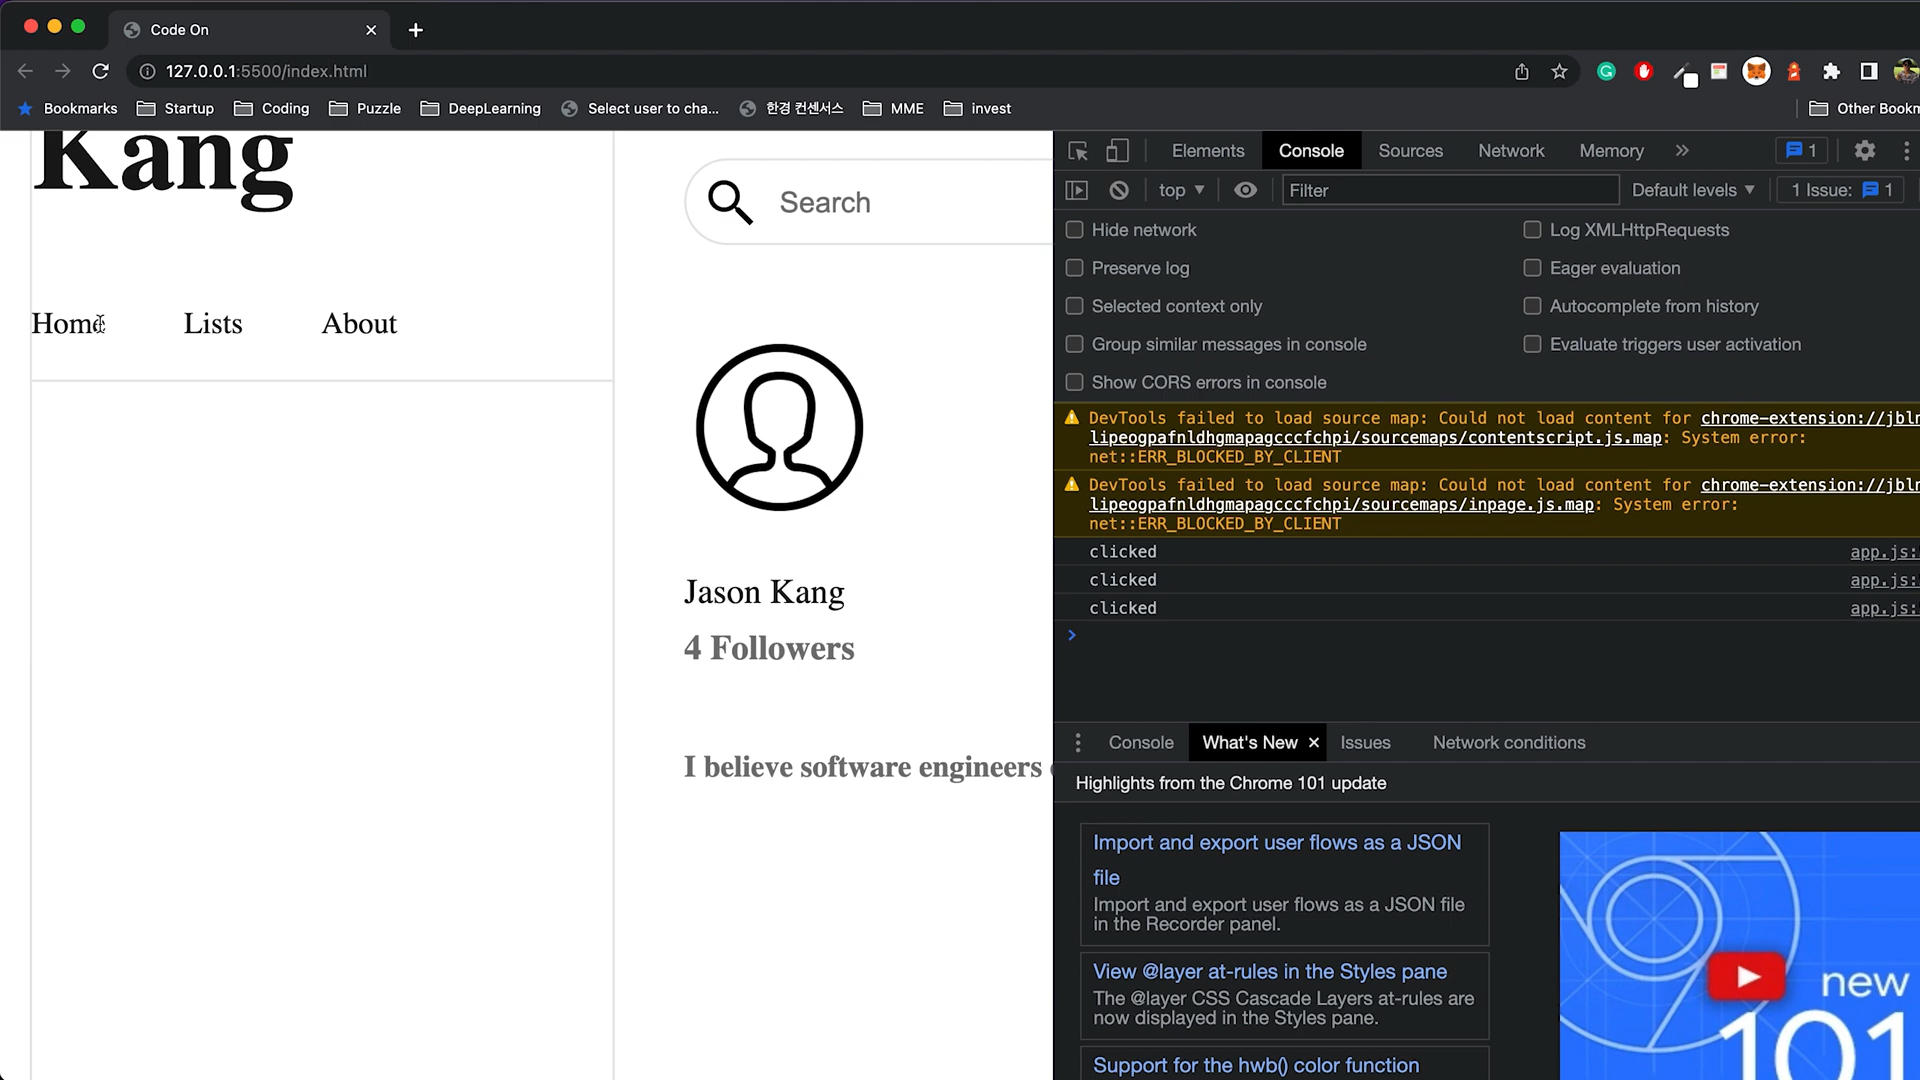 Code On
127.0.0.1:5500/index.html
Bookmarks Startup Coding Puzzle DeepLearning Select user to cha... 한경 컨센서스 MME invest Other Bookm
Kang
Home Lists About
Search
Jason Kang
4 Followers
I believe software engineers
Elements Console Sources Network Memory 1
top Filter Default levels 1 Issue: 1
Hide network
Log XMLHttpRequests
Preserve log
Eager evaluation
Selected context only
Autocomplete from history
Group similar messages in console
Evaluate triggers user activation
Show CORS errors in console
DevTools failed to load source map: Could not load content for chrome-extension://jbln
lipeogpafnldhgmapagcccfchpi/sourcemaps/contentscript.js.map: System error:
net::ERR_BLOCKED_BY_CLIENT
DevTools failed to load source map: Could not load content for chrome-extension://jbln
lipeogpafnldhgmapagcccfchpi/sourcemaps/inpage.js.map: System error:
net::ERR_BLOCKED_BY_CLIENT
clicked app.js:
clicked app.js:
clicked app.js:
Console What's New Issues Network conditions
Highlights from the Chrome 101 update
Import and export user flows as a JSON
file
Import and export user flows as a JSON file
in the Recorder panel.
View @layer at-rules in the Styles pane
The @layer CSS Cascade Layers at-rules are
now displayed in the Styles pane.
Support for the hwb() color function
new
101